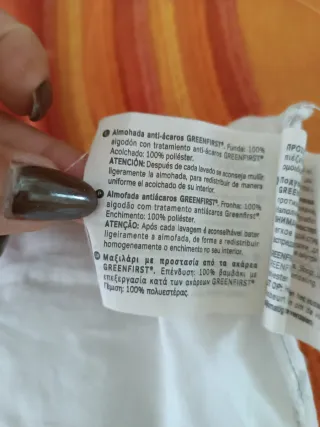 Almohada anti-ácaros GREENFIRST®. Funda: 100%
algodón con tratamiento anti-ácaros GREENFIRST®
Acolchado: 100% poliéster.
ATENCIÓN: Después de cada lavado se aconseja mullir
ligeramente la almohada, para redistribuir de manera
uniforme el acolchado de su interior.
Almofada antiácaros GREENFIRST®. Fronha: 100%
algodão com tratamento antiácaros Greenfirst®
Enchimento: 100% poliéster.
ATENÇÃO: Após cada lavagem é aconselhável bater
ligeiramente a almofada, de forma a redistribuir
homogeneamente o enchimento no seu interior.
Μαξιλάρι με προστασία από τα ακάρεα
GREENFIRST®. Επένδυση: 100% βαμβάκι με
επεξεργασία κατά των ακάρεων GREENFIRST®
Γέμιση: 100% πολυεστέρας.